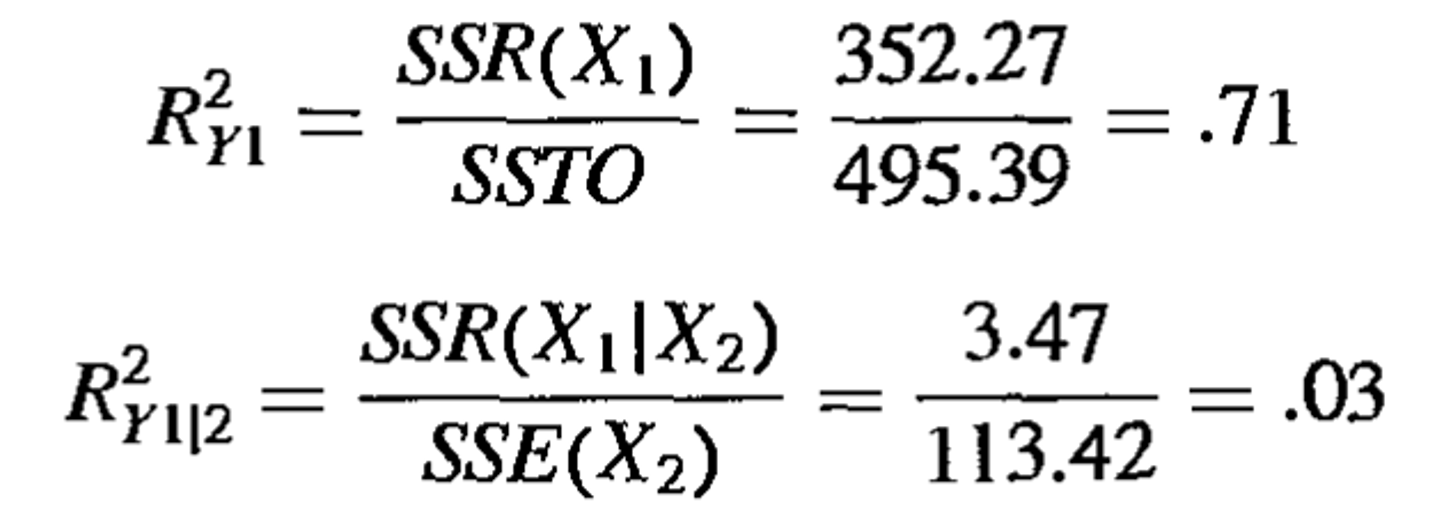 R²_{Y1} = SSR(X₁)/SSTO = 352.27/495.39 = .71
R²_{Y1|2} = SSR(X₁|X₂)/SSE(X₂) = 3.47/113.42 = .03